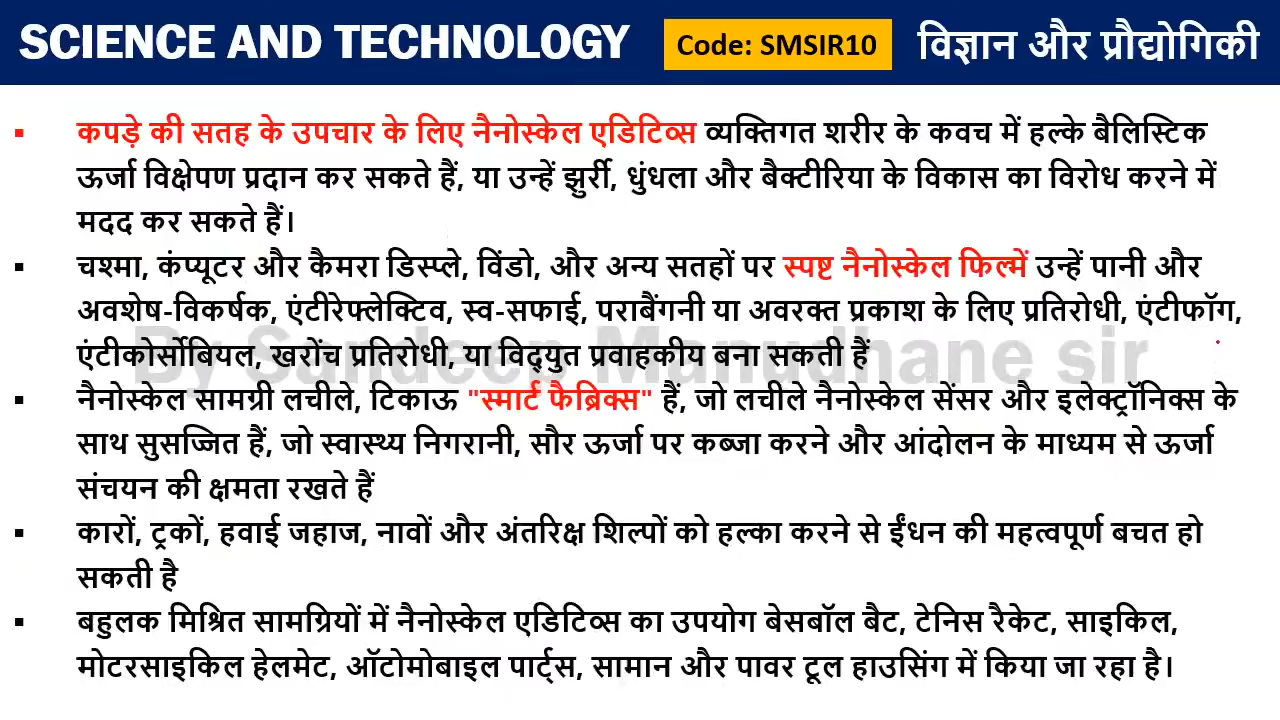 SCIENCE AND TECHNOLOGY
Code: SMSIR10
विज्ञान और प्रौद्योगिकी
▪ कपड़े की सतह के उपचार के लिए नैनोस्केल एडिटिव्स व्यक्तिगत शरीर के कवच में हल्के बैलिस्टिक
ऊर्जा विक्षेपण प्रदान कर सकते हैं, या उन्हें झुर्री, धुंधला और बैक्टीरिया के विकास का विरोध करने में
मदद कर सकते हैं।
▪ चश्मा, कंप्यूटर और कैमरा डिस्प्ले, विंडो, और अन्य सतहों पर स्पष्ट नैनोस्केल फिल्में उन्हें पानी और
अवशेष-विकर्षक, एंटीरेफ्लेक्टिव, स्व-सफाई, पराबैंगनी या अवरक्त प्रकाश के लिए प्रतिरोधी, एंटीफॉग,
एंटीकोर्सोबियल, खरोंच प्रतिरोधी, या विद्युत प्रवाहकीय बना सकती हैं
By Sandeep Manudhane sir
▪ नैनोस्केल सामग्री लचीले, टिकाऊ "स्मार्ट फैब्रिक्स" हैं, जो लचीले नैनोस्केल सेंसर और इलेक्ट्रॉनिक्स के
साथ सुसज्जित हैं, जो स्वास्थ्य निगरानी, सौर ऊर्जा पर कब्जा करने और आंदोलन के माध्यम से ऊर्जा
संचयन की क्षमता रखते हैं
▪ कारों, ट्रकों, हवाई जहाज, नावों और अंतरिक्ष शिल्पों को हल्का करने से ईंधन की महत्वपूर्ण बचत हो
सकती है
▪ बहुलक मिश्रित सामग्रियों में नैनोस्केल एडिटिव्स का उपयोग बेसबॉल बैट, टेनिस रैकेट, साइकिल,
मोटरसाइकिल हेलमेट, ऑटोमोबाइल पार्ट्स, सामान और पावर टूल हाउसिंग में किया जा रहा है।